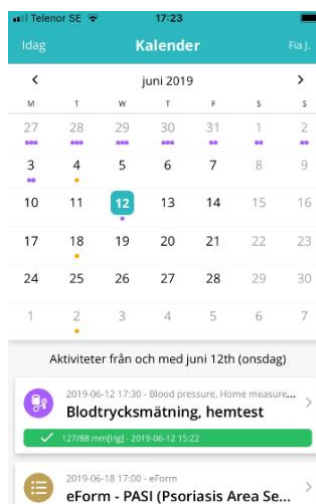 Telenor SE 17:23
Idag Kalender Fia J.
< juni 2019 >
M T W T F S S
27 28 29 30 31 1 2
3 4 5 6 7 8 9
10 11 12 13 14 15 16
17 18 19 20 21 22 23
24 25 26 27 28 29 30
1 2 3 4 5 6 7
Aktiviteter från och med juni 12th (onsdag)
2019-06-12 17:30 - Blood pressure, Home measure...
Blodtrycksmätning, hemtest
127/88 mm[Hg] - 2019-06-12 15:22
2019-06-18 17:00 - eForm
eForm - PASI (Psoriasis Area Se...